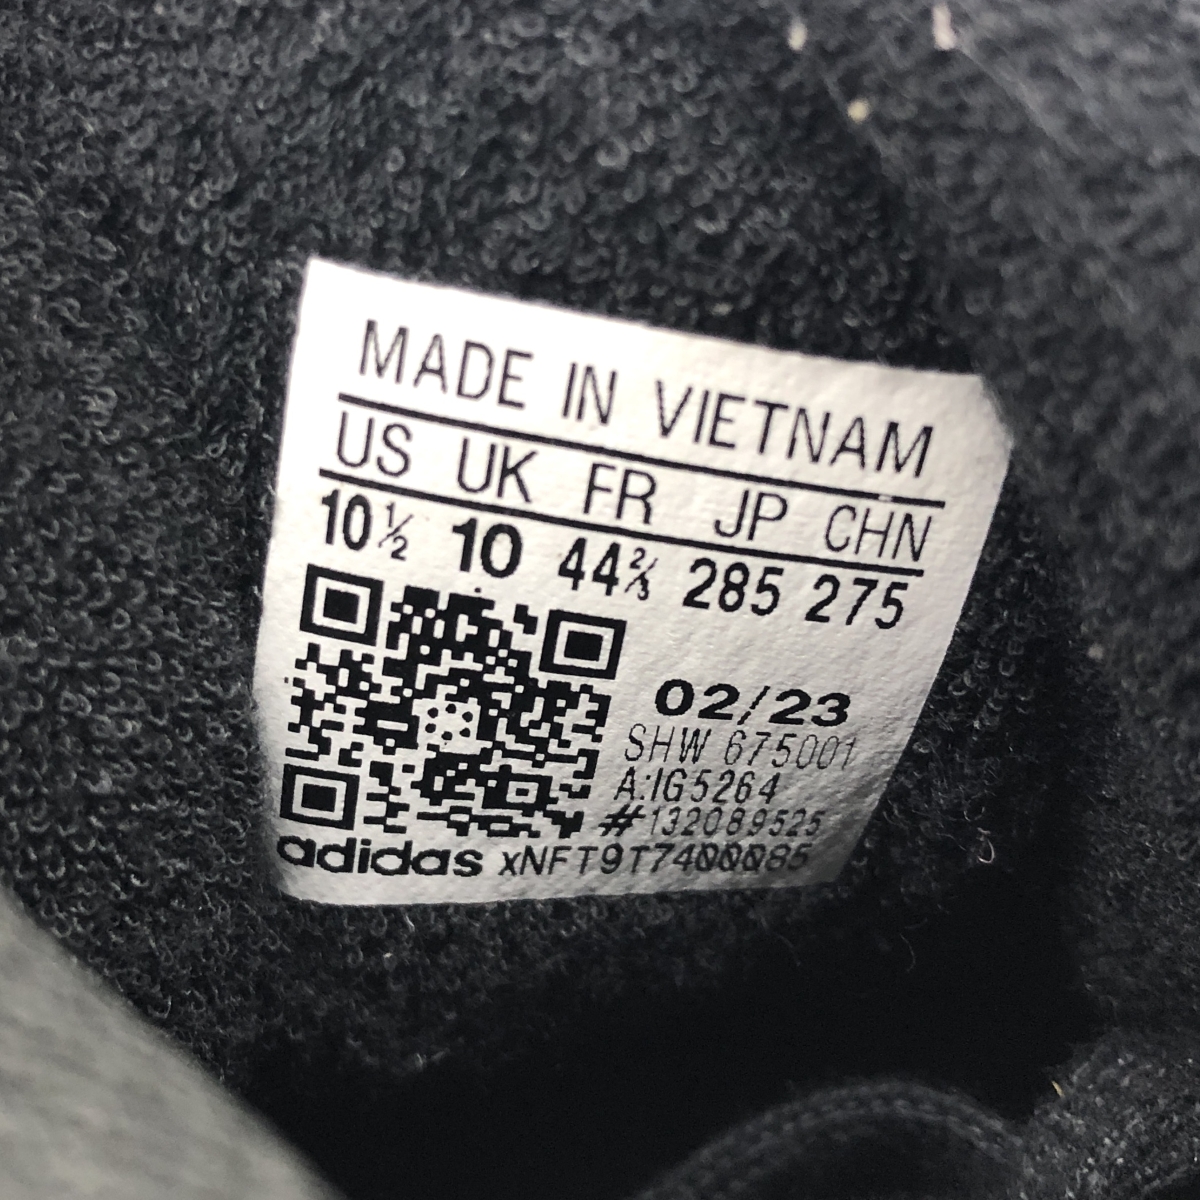 MADE IN VIETNAM
US UK FR JP CHN
10½ 10 44⅔ 285 275
02/23
SHW 675001
A:IG5264
#132089525
adidas xNFT9T7400085